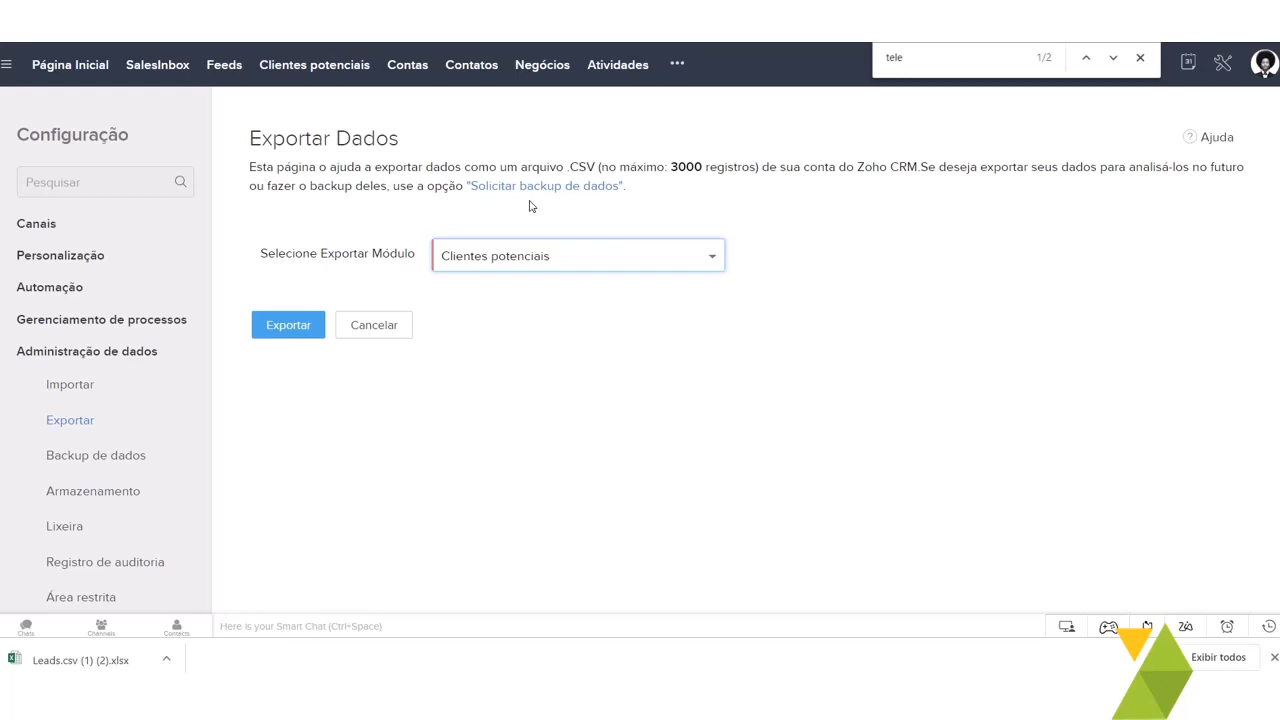 Página Inicial SalesInbox Feeds Clientes potenciais Contas Contatos Negócios Atividades ••• tele 1/2 31
Configuração
Pesquisar
Canais
Personalização
Automação
Gerenciamento de processos
Administração de dados
Importar
Exportar
Backup de dados
Armazenamento
Lixeira
Registro de auditoria
Área restrita
Exportar Dados
? Ajuda
Esta página o ajuda a exportar dados como um arquivo .CSV (no máximo: 3000 registros) de sua conta do Zoho CRM.Se deseja exportar seus dados para analisá-los no futuro
ou fazer o backup deles, use a opção "Solicitar backup de dados".
Selecione Exportar Módulo Clientes potenciais
Exportar Cancelar
Chats Channels Contacts Here is your Smart Chat (Ctrl+Space)
Leads.csv (1) (2).xlsx Exibir todos